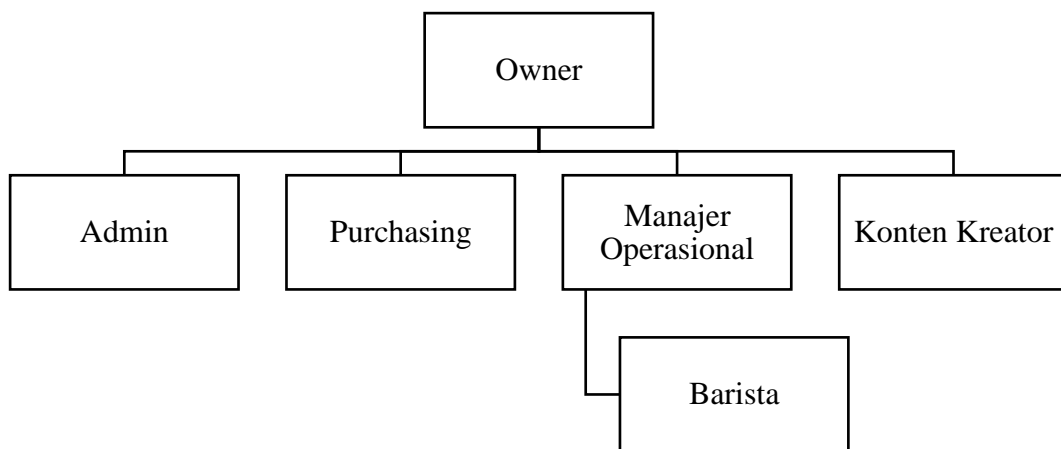 Owner
Admin
Purchasing
Manajer
Operasional
Konten Kreator
Barista